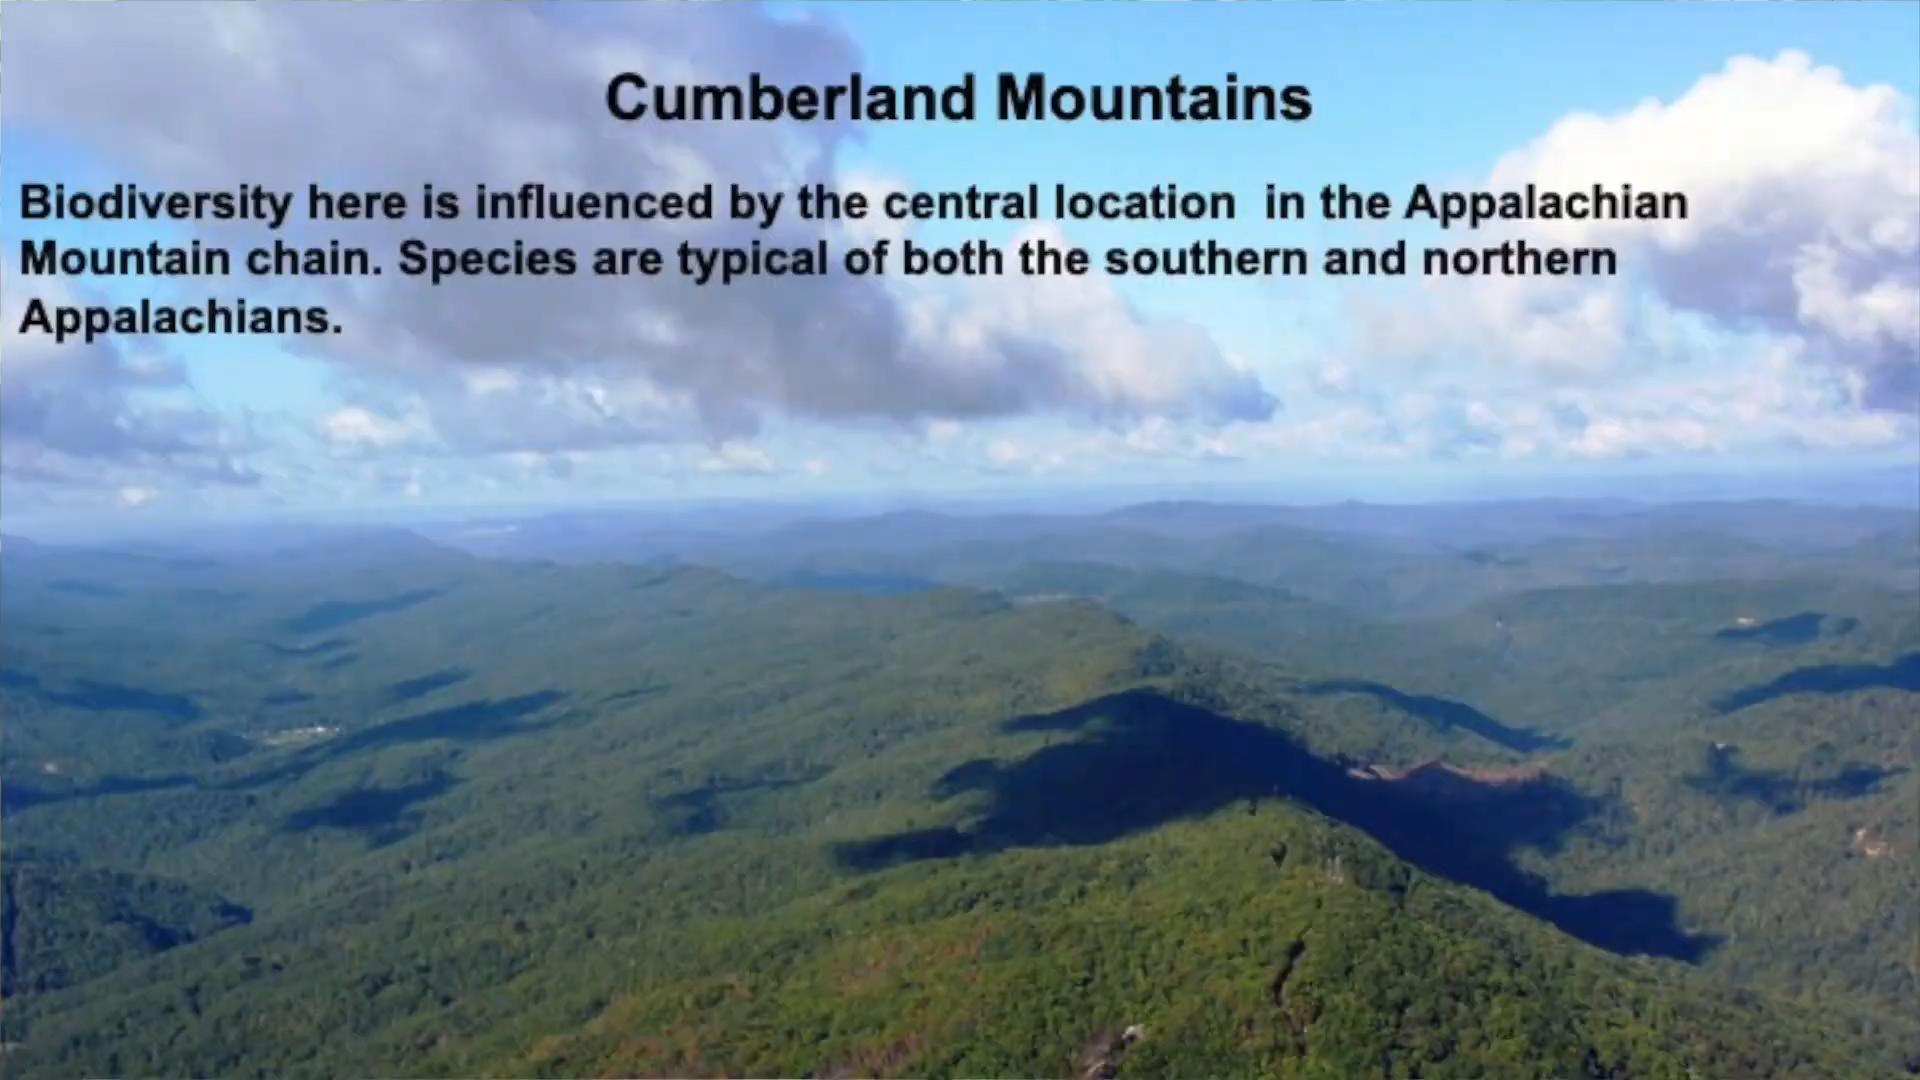 Cumberland Mountains
Biodiversity here is influenced by the central location  in the Appalachian
Mountain chain. Species are typical of both the southern and northern
Appalachians.